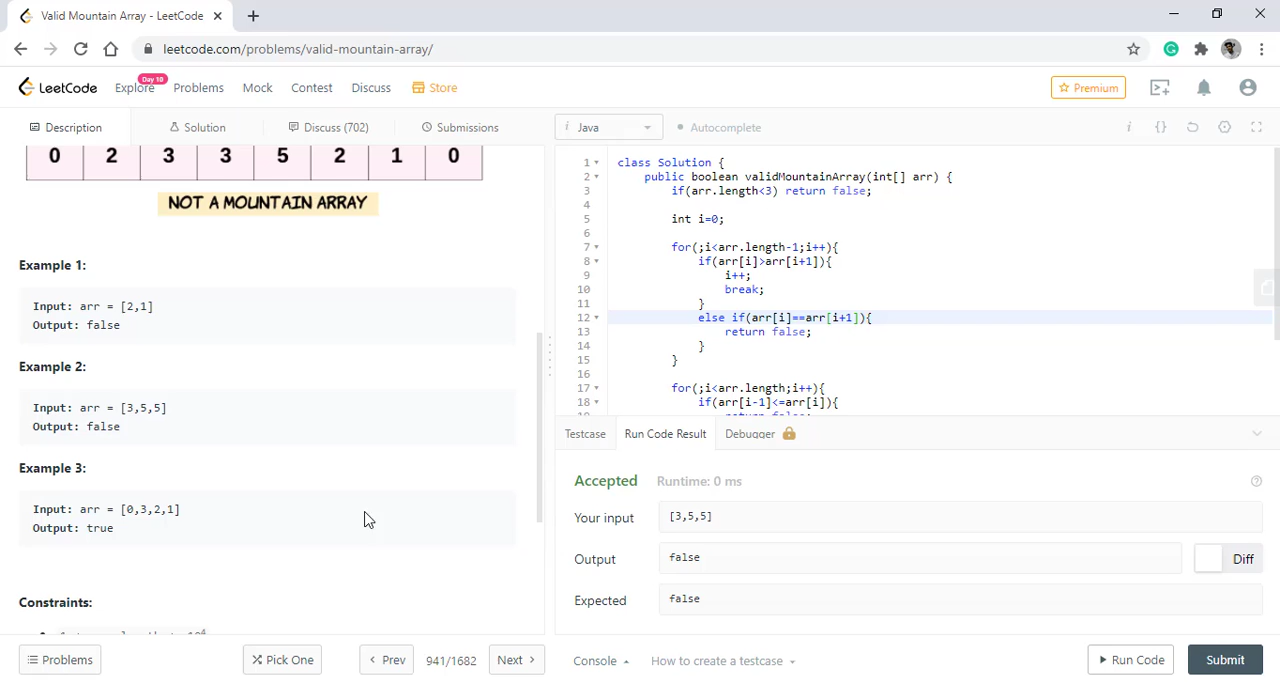 Valid Mountain Array - LeetCode
leetcode.com/problems/valid-mountain-array/
LeetCode
Explore
Day 10
Problems
Mock
Contest
Discuss
Store
Premium
Description
Solution
Discuss (702)
Submissions
i Java
Autocomplete
0 2 3 3 5 2 1 0
NOT A MOUNTAIN ARRAY
Example 1:
Input: arr = [2,1]
Output: false
Example 2:
Input: arr = [3,5,5]
Output: false
Example 3:
Input: arr = [0,3,2,1]
Output: true
Constraints:
1 class Solution {
2 public boolean validMountainArray(int[] arr) {
3 if(arr.length<3) return false;
4
5 int i=0;
6
7 for(;i<arr.length-1;i++){
8 if(arr[i]>arr[i+1]){
9 i++;
10 break;
11 }
12 else if(arr[i]==arr[i+1]){
13 return false;
14 }
15 }
16
17 for(;i<arr.length;i++){
18 if(arr[i-1]<=arr[i]){
19 return false;
Testcase
Run Code Result
Debugger
Accepted
Runtime: 0 ms
Your input
[3,5,5]
Output
false
Diff
Expected
false
Problems
Pick One
Prev
941/1682
Next
Console
How to create a testcase
Run Code
Submit